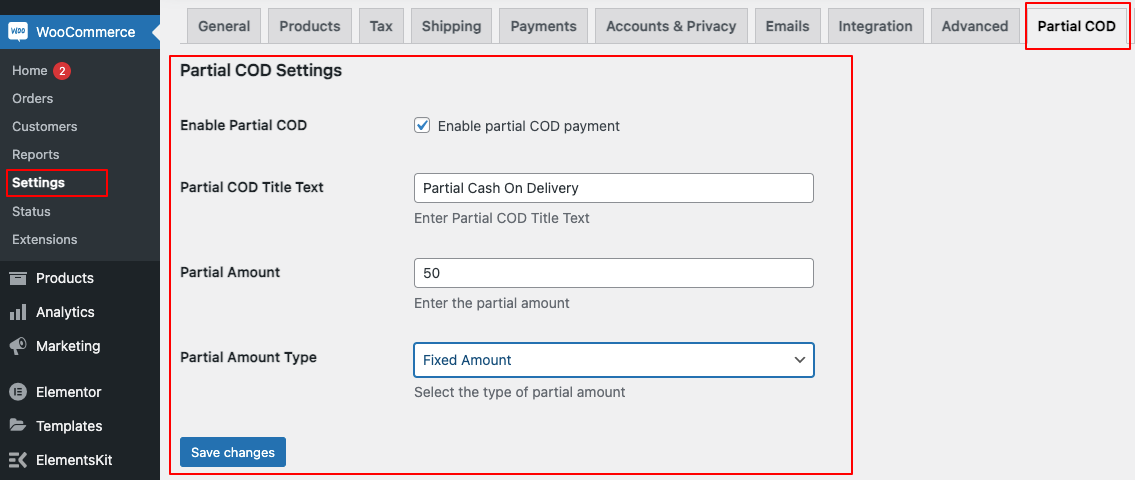 WOO WooCommerce
Home 2
Orders
Customers
Reports
Settings
Status
Extensions
Products
Analytics
Marketing
Elementor
Templates
ElementsKit
General Products Tax Shipping Payments Accounts & Privacy Emails Integration Advanced Partial COD
Partial COD Settings
Enable Partial COD Enable partial COD payment
Partial COD Title Text Partial Cash On Delivery
Enter Partial COD Title Text
Partial Amount 50
Enter the partial amount
Partial Amount Type Fixed Amount
Select the type of partial amount
Save changes